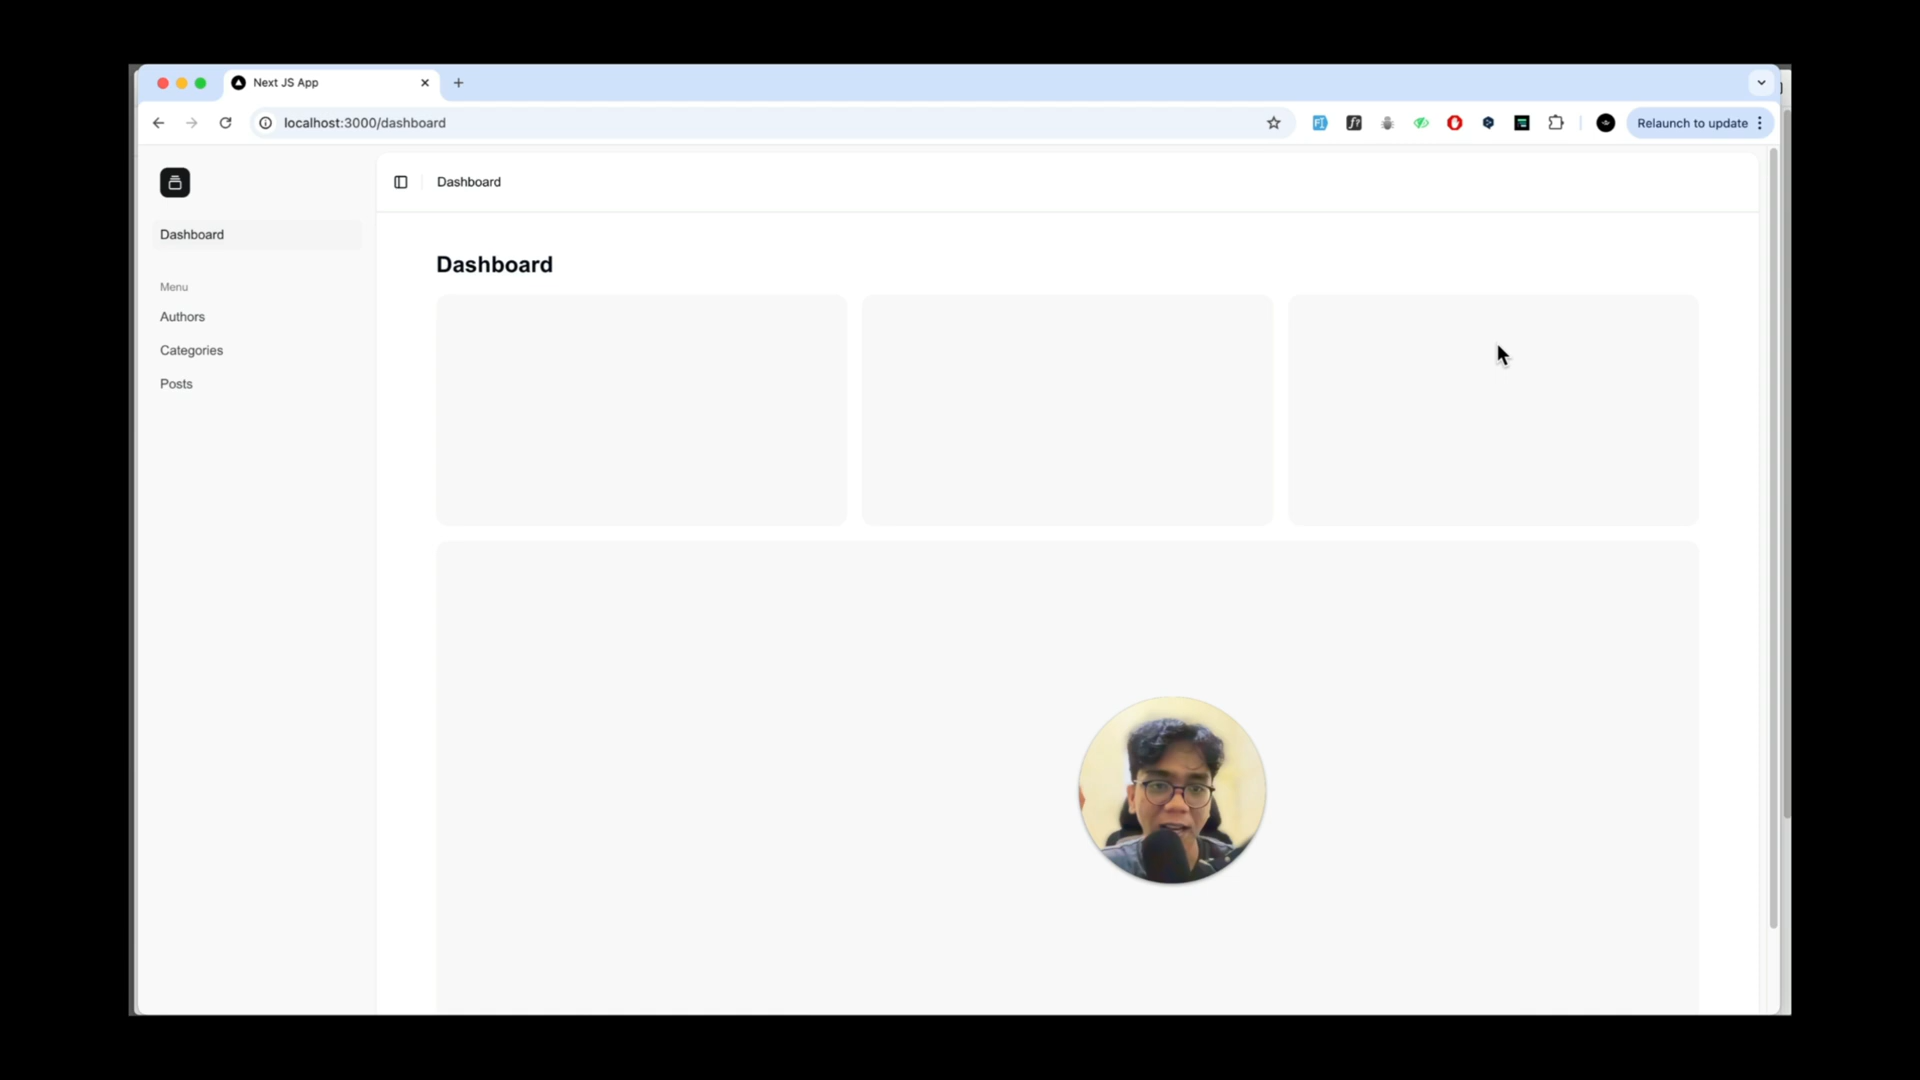 Next JS App
localhost:3000/dashboard
Relaunch to update
Dashboard
Dashboard
Menu
Authors
Categories
Posts
Dashboard